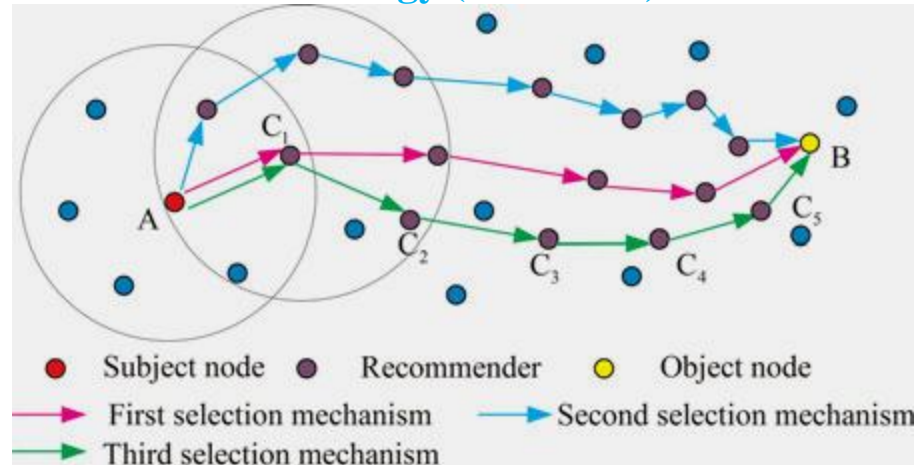 C₁
A
B
C₂
C₃
C₄
C₅
Subject node Recommender Object node
First selection mechanism Second selection mechanism
Third selection mechanism